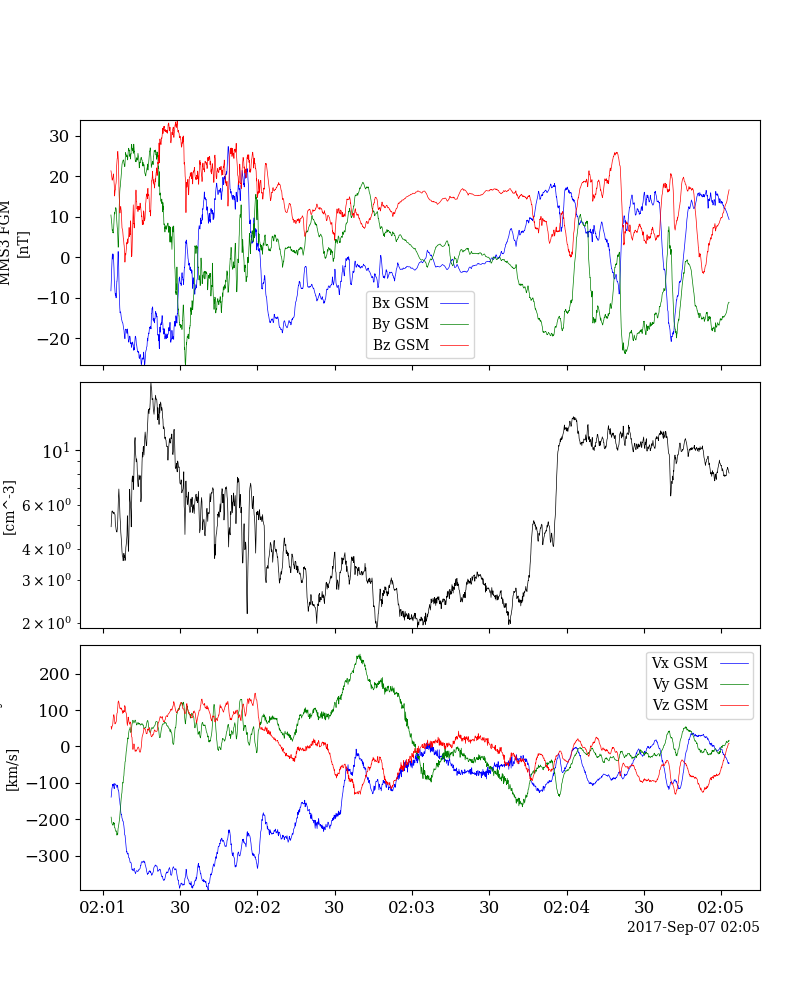 30
20
10
0
−10
−20
MMS3 FGM
[nT]
Bx GSM
By GSM
Bz GSM
10¹
6 × 10⁰
4 × 10⁰
3 × 10⁰
2 × 10⁰
[cm^-3]
200
100
0
−100
−200
−300
[km/s]
Vx GSM
Vy GSM
Vz GSM
02:01 30 02:02 30 02:03 30 02:04 30 02:05
2017-Sep-07 02:05